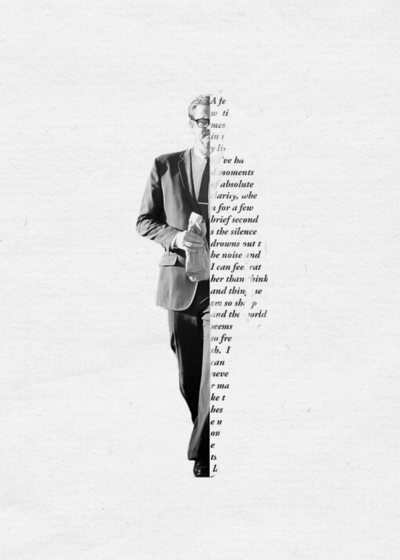 A fe
w ti
mes
in
y li
I've ha
d moments
of absolute
clarity, whe
n for a few
brief second
s the silence
drowns out t
he noise and
I can feel rat
her than think
and things se
em so sharp
and the world
seems
so fre
sh. I
can
neve
r ma
ke t
hes
e n
on
e
ts